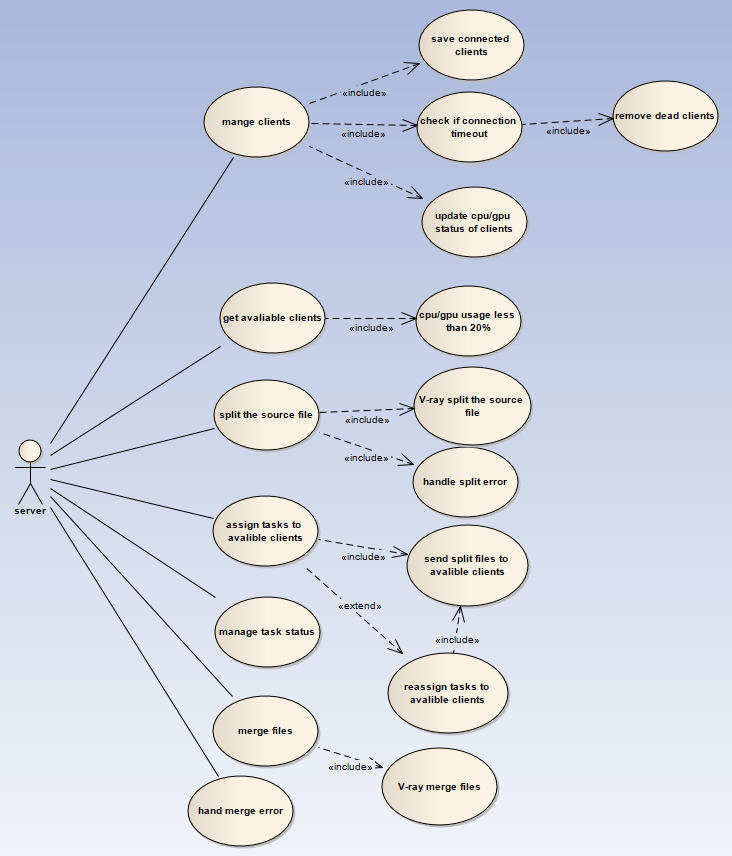 save connected
clients
«include»
mange clients
«include»
check if connection
timeout
«include»
remove dead clients
«include»
update cpu/gpu
status of clients
get avaliable clients
«include»
cpu/gpu usage less
than 20%
split the source file
«include»
V-ray split the source
file
«include»
handle split error
server
assign tasks to
avalible clients
«include»
send split files to
avalible clients
«extend»
manage task status
«include»
reassign tasks to
avalible clients
merge files
«include»
V-ray merge files
hand merge error